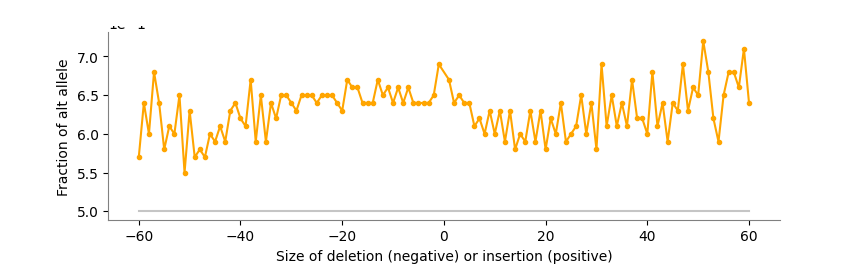 7.0
6.5
6.0
5.5
5.0
Fraction of alt allele
−60 −40 −20 0 20 40 60
Size of deletion (negative) or insertion (positive)